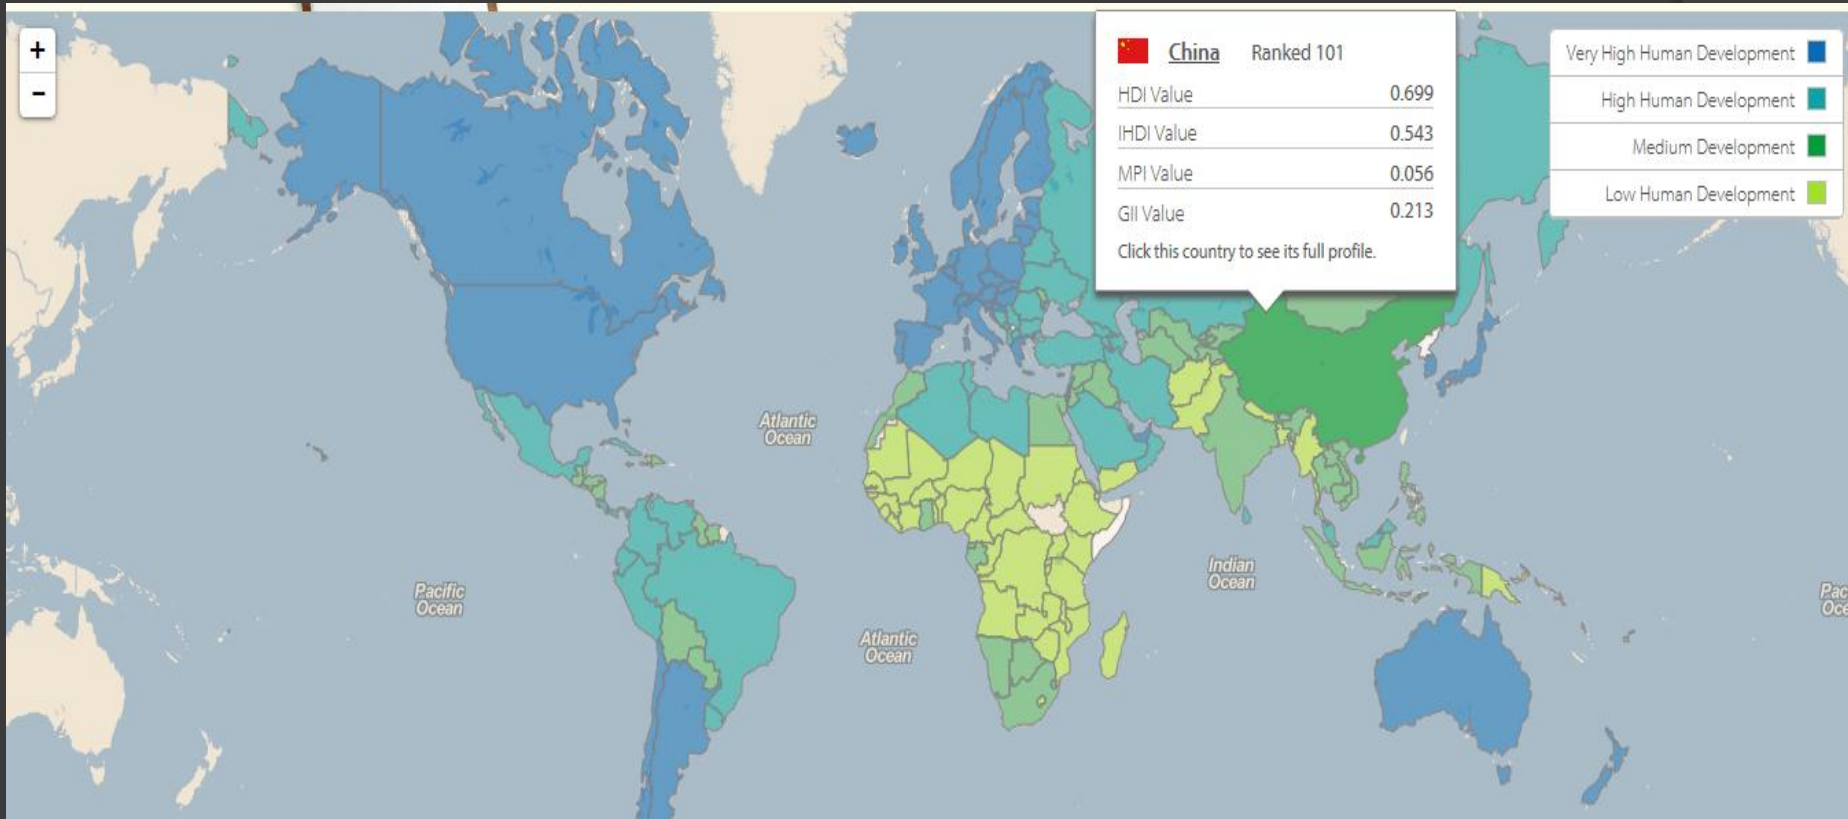 +
-
China Ranked 101
HDI Value 0.699
IHDI Value 0.543
MPI Value 0.056
GII Value 0.213
Click this country to see its full profile.
Very High Human Development
High Human Development
Medium Development
Low Human Development
Atlantic
Ocean
Pacific
Ocean
Indian
Ocean
Atlantic
Ocean
Pac
Oce